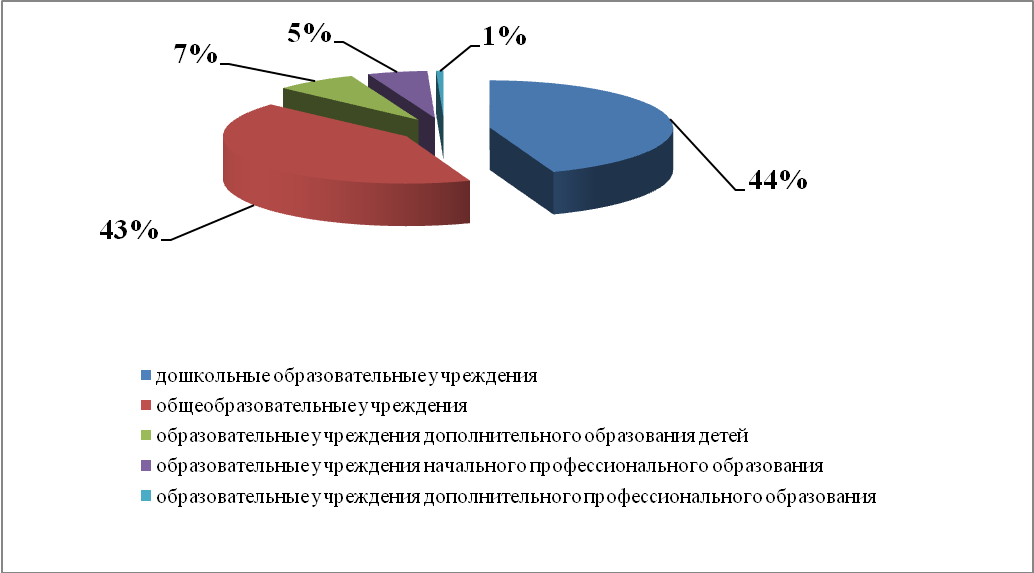 5%
1%
7%
44%
43%
дошкольные образовательные учреждения
общеобразовательные учреждения
образовательные учреждения дополнительного образования детей
образовательные учреждения начального профессионального образования
образовательные учреждения дополнительного профессионального образования